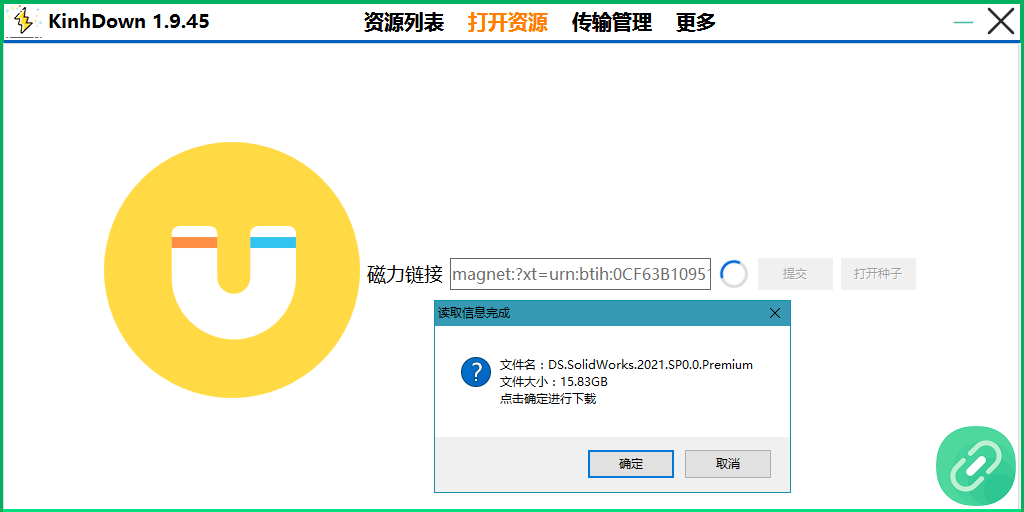 KinhDown 1.9.45
资源列表 打开资源 传输管理 更多
磁力链接 magnet:?xt=urn:btih:0CF63B1095 提交 打开种子
读取信息完成
文件名：DS.SolidWorks.2021.SP0.0.Premium
文件大小：15.83GB
点击确定进行下载
确定 取消